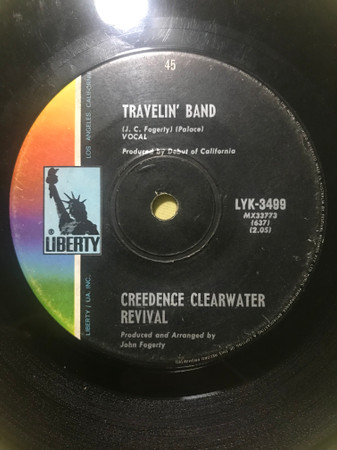 45
TRAVELIN' BAND
(J. C. Fogerty) (Palace)
VOCAL
Produced by Debut of California
LYK-3499
MX33773
(637)
(2.05)
® LIBERTY
CREEDENCE CLEARWATER
REVIVAL
Produced and Arranged by
John Fogerty
LIBERTY / UA, INC.
LOS ANGELES, CALIFORNIA